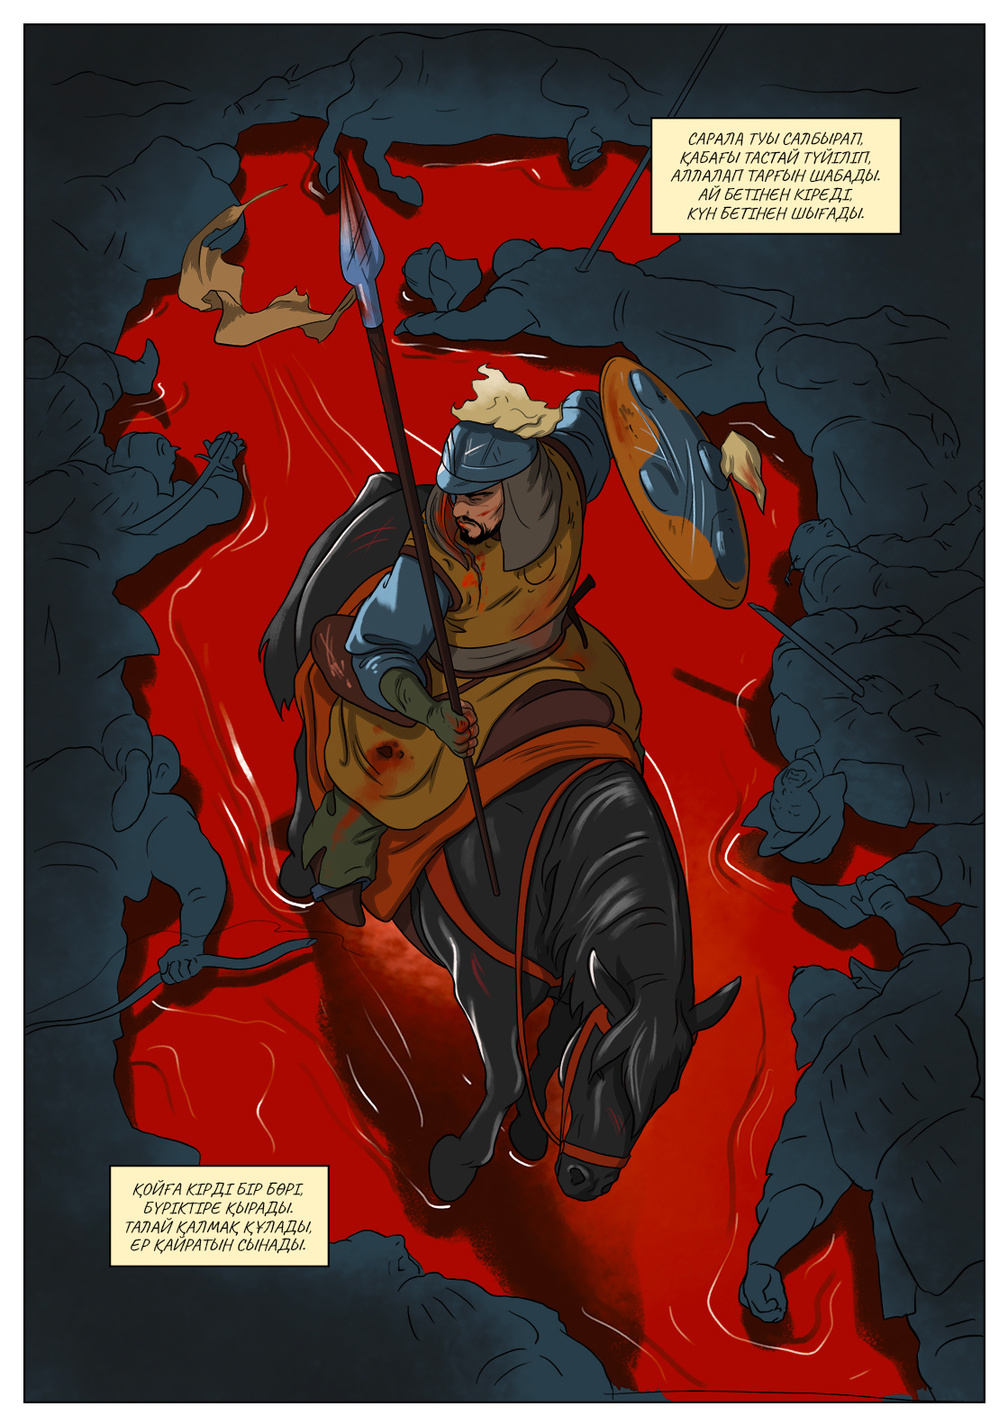 САРАЛА ТУЫ САЛБЫРАП,
ҚАБАҒЫ ТАСТАЙ ТҮЙІЛІП,
АЛЛАЛАП ТАРҒЫН ШАБАДЫ.
АЙ БЕТІНЕН КІРЕДІ,
КҮН БЕТІНЕН ШЫҒАДЫ.
ҚОЙҒА КІРДІ БІР БӨРІ,
БҮРІКТІРЕ ҚЫРАДЫ.
ТАЛАЙ ҚАЛМАҚ ҚҰЛАДЫ,
ЕР ҚАЙРАТЫН СЫНАДЫ.